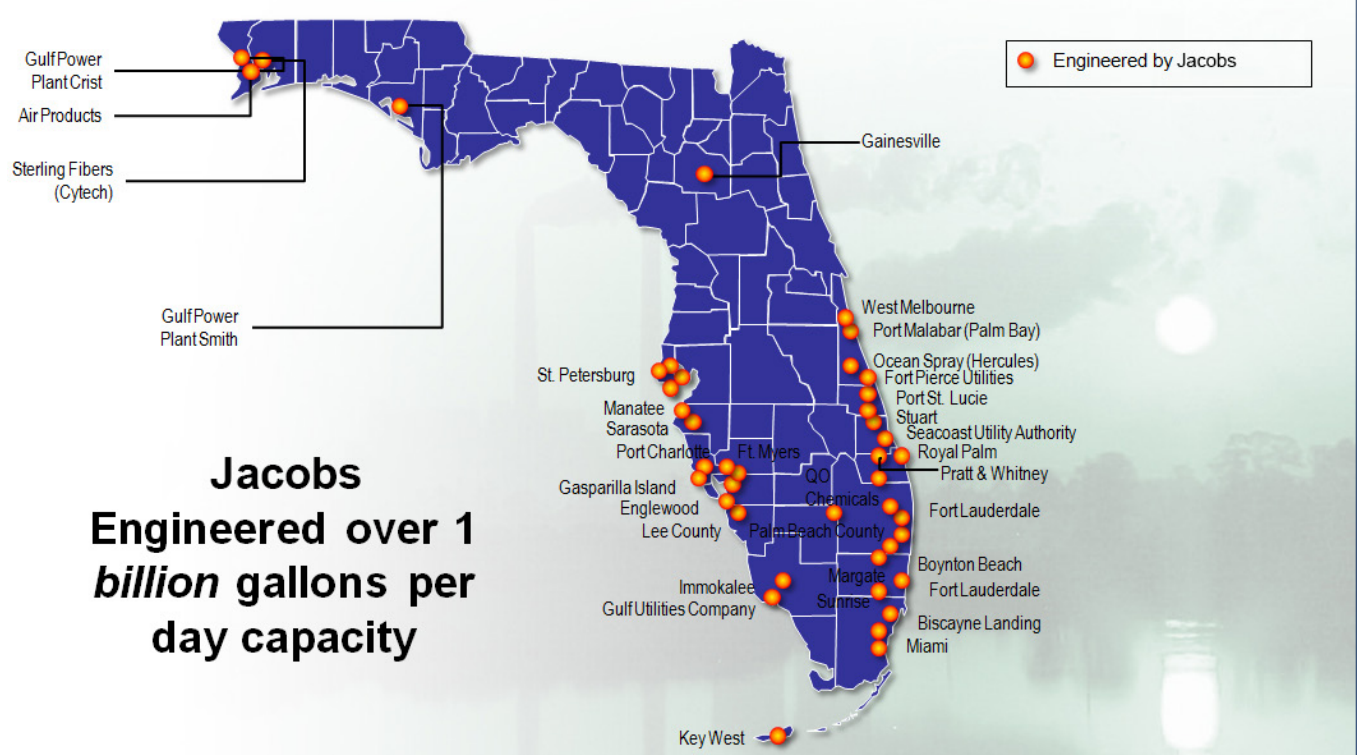 Engineered by Jacobs
Gulf Power
Plant Crist
Air Products
Sterling Fibers
(Cytech)
Gulf Power
Plant Smith
Gainesville
West Melbourne
Port Malabar (Palm Bay)
Ocean Spray (Hercules)
Fort Pierce Utilities
Port St. Lucie
Stuart
Seacoast Utility Authority
Royal Palm
Pratt & Whitney
St. Petersburg
Manatee
Sarasota
Port Charlotte
Ft. Myers
Gasparilla Island
Englewood
Lee County
QO
Chemicals
Palm Beach County
Fort Lauderdale
Boynton Beach
Margate
Fort Lauderdale
Sunrise
Immokalee
Gulf Utilities Company
Biscayne Landing
Miami
Key West
Jacobs
Engineered over 1
billion gallons per
day capacity